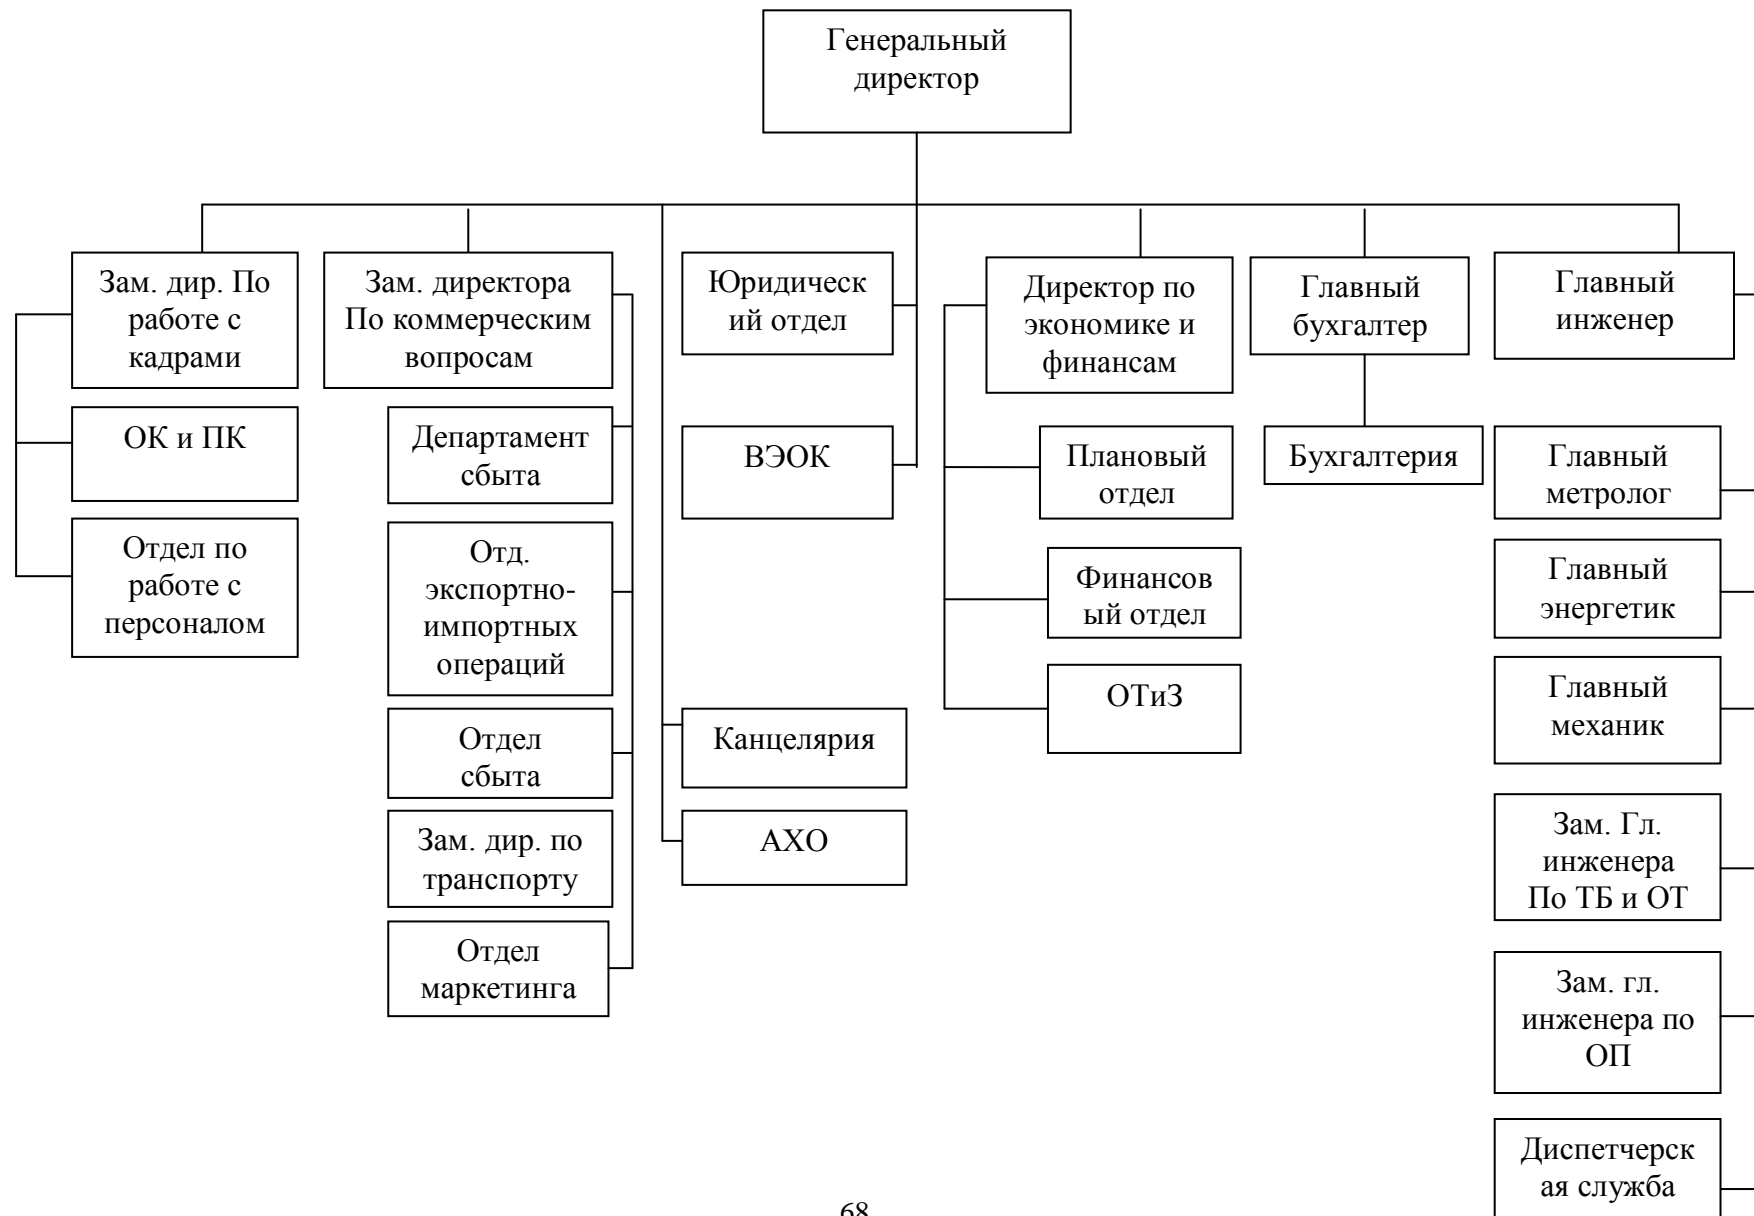 Генеральный
директор
Зам. дир. По
работе с
кадрами
Зам. директора
По коммерческим
вопросам
Юридическ
ий отдел
Директор по
экономике и
финансам
Главный
бухгалтер
Главный
инженер
ОК и ПК
Департамент
сбыта
ВЭОК
Плановый
отдел
Бухгалтерия
Главный
метролог
Отдел по
работе с
персоналом
Отд.
экспортно-
импортных
операций
Финансов
ый отдел
Главный
энергетик
Отдел
сбыта
Канцелярия
ОТиЗ
Главный
механик
Зам. дир. по
транспорту
АХО
Зам. Гл.
инженера
По ТБ и ОТ
Отдел
маркетинга
Зам. гл.
инженера по
ОП
Диспетчерск
ая служба
68